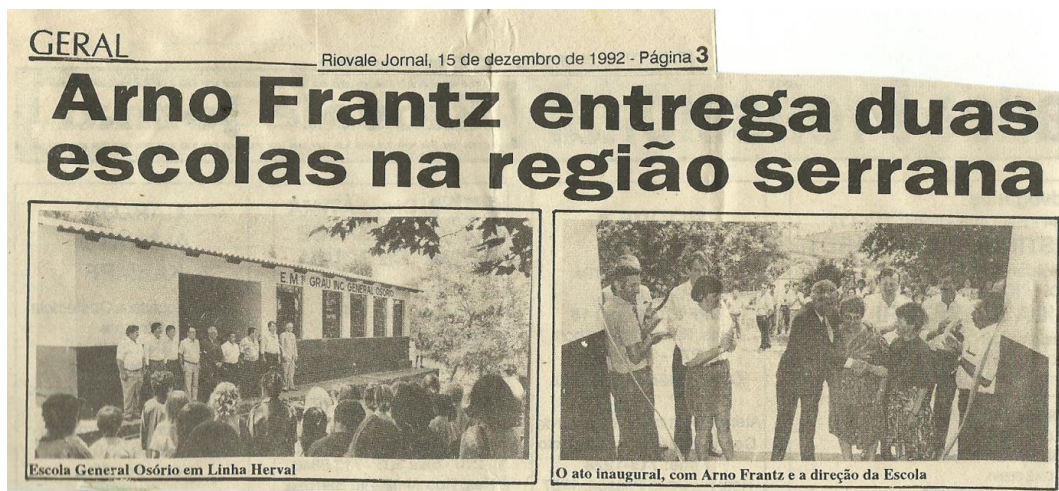 GERAL
Riovale Jornal, 15 de dezembro de 1992 - Página 3
Arno Frantz entrega duas
escolas na região serrana
E M 1º GRAU INC. GENERAL OSÓRIO
Escola General Osório em Linha Herval
O ato inaugural, com Arno Frantz e a direção da Escola